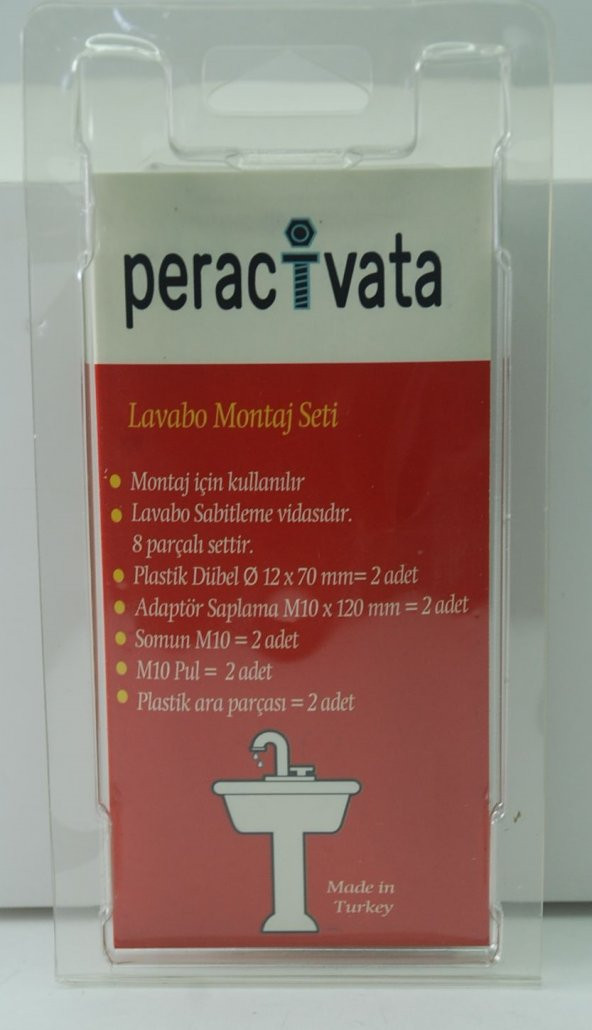 peracivata
Lavabo Montaj Seti
Montaj için kullanılır
Lavabo Sabitleme vidasıdır.
8 parçalı settir.
Plastik Dübel Ø 12 x 70 mm= 2 adet
Adaptör Saplama M10 x 120 mm = 2 adet
Somun M10 = 2 adet
M10 Pul = 2 adet
Plastik ara parçası = 2 adet
Made in
Turkey